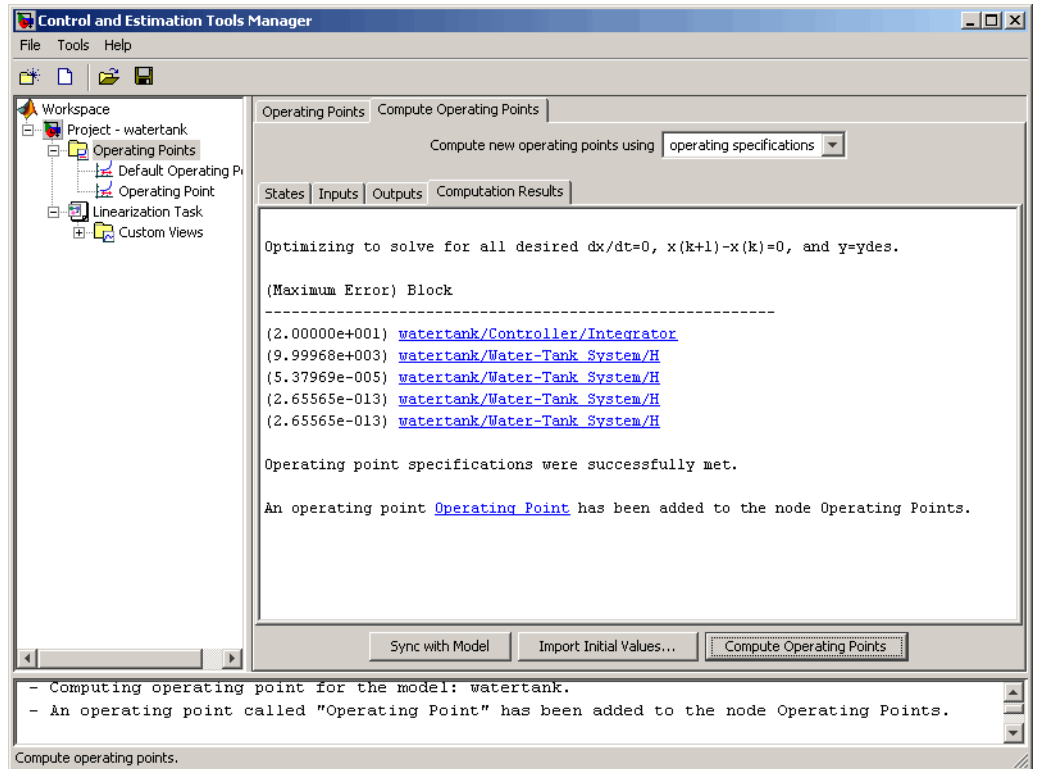 Control and Estimation Tools Manager
File Tools Help
Workspace
Project - watertank
Operating Points
Default Operating P
Operating Point
Linearization Task
Custom Views
Operating Points Compute Operating Points
Compute new operating points using operating specifications
States Inputs Outputs Computation Results
Optimizing to solve for all desired dx/dt=0, x(k+1)-x(k)=0, and y=ydes.
(Maximum Error) Block
---------------------------------------------------------
(2.00000e+001) watertank/Controller/Integrator
(9.99968e+003) watertank/Water-Tank System/H
(5.37969e-005) watertank/Water-Tank System/H
(2.65565e-013) watertank/Water-Tank System/H
(2.65565e-013) watertank/Water-Tank System/H
Operating point specifications were successfully met.
An operating point Operating Point has been added to the node Operating Points.
Sync with Model Import Initial Values... Compute Operating Points
- Computing operating point for the model: watertank.
- An operating point called "Operating Point" has been added to the node Operating Points.
Compute operating points.